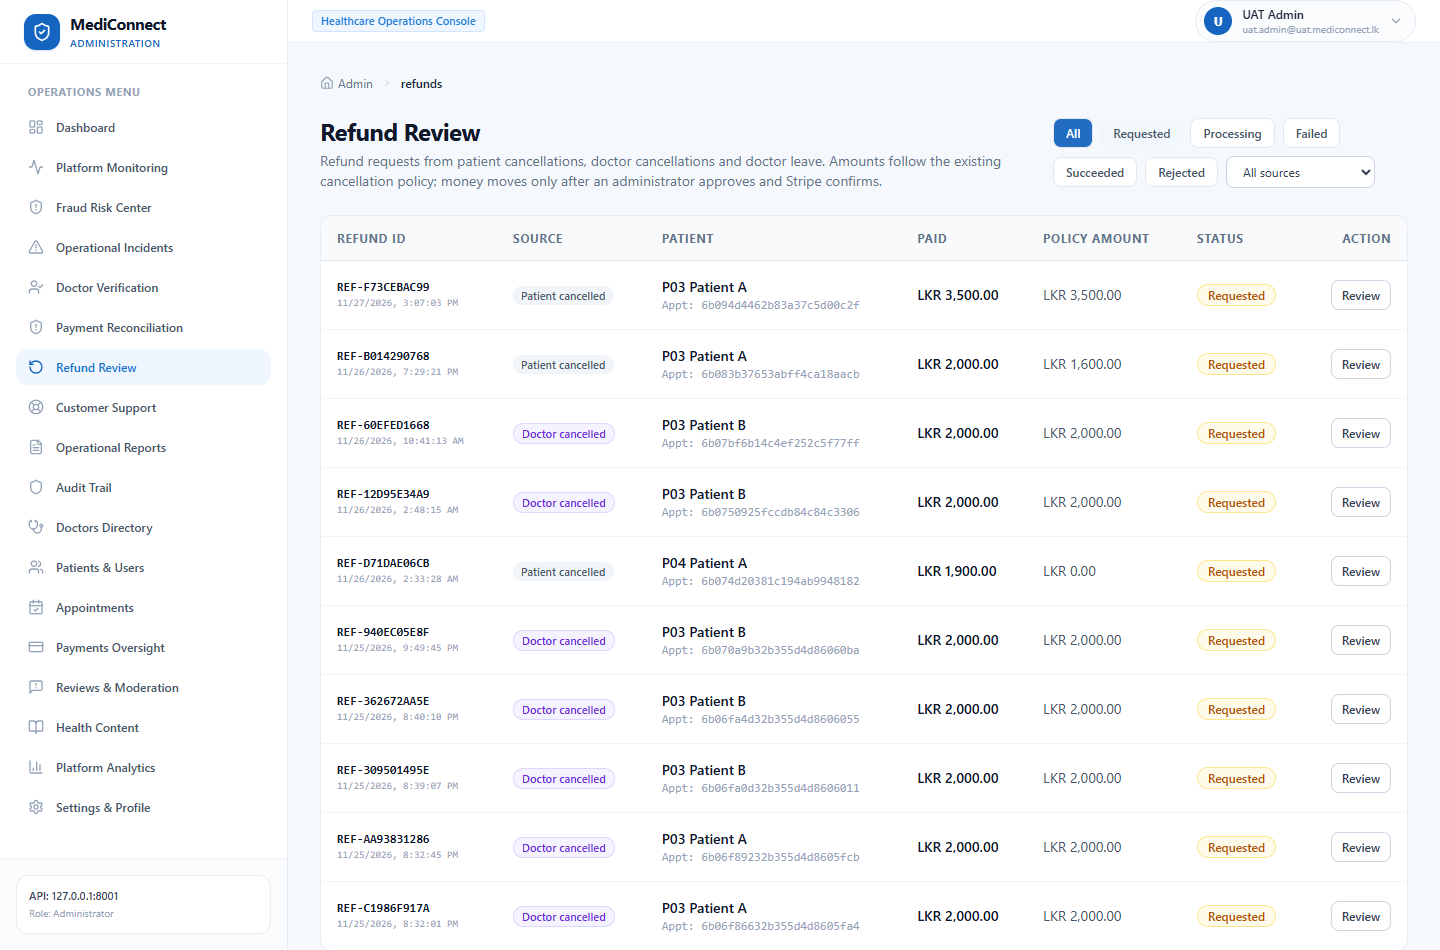 MediConnect
ADMINISTRATION
OPERATIONS MENU
Dashboard
Platform Monitoring
Fraud Risk Center
Operational Incidents
Doctor Verification
Payment Reconciliation
Refund Review
Customer Support
Operational Reports
Audit Trail
Doctors Directory
Patients & Users
Appointments
Payments Oversight
Reviews & Moderation
Health Content
Platform Analytics
Settings & Profile
API: 127.0.0.1:8001
Role: Administrator
Healthcare Operations Console
U
UAT Admin
uat.admin@uat.mediconnect.lk
Admin refunds
Refund Review
Refund requests from patient cancellations, doctor cancellations and doctor leave. Amounts follow the existing
cancellation policy; money moves only after an administrator approves and Stripe confirms.
All Requested Processing Failed
Succeeded Rejected All sources
REFUND ID SOURCE PATIENT PAID POLICY AMOUNT STATUS ACTION
REF-F73CEBAC99 Patient cancelled P03 Patient A LKR 3,500.00 LKR 3,500.00 Requested Review
11/27/2026, 3:07:03 PM Appt: 6b094d4462b83a37c5d00c2f
REF-B014290768 Patient cancelled P03 Patient A LKR 2,000.00 LKR 1,600.00 Requested Review
11/26/2026, 7:29:21 PM Appt: 6b083b37653abff4ca18aacb
REF-60EFED1668 Doctor cancelled P03 Patient B LKR 2,000.00 LKR 2,000.00 Requested Review
11/26/2026, 10:41:13 AM Appt: 6b07bf6b14c4ef252c5f77ff
REF-12D95E34A9 Doctor cancelled P03 Patient B LKR 2,000.00 LKR 2,000.00 Requested Review
11/26/2026, 2:48:15 AM Appt: 6b0750925fccdb84c84c3306
REF-D71DAE06CB Patient cancelled P04 Patient A LKR 1,900.00 LKR 0.00 Requested Review
11/26/2026, 2:33:28 AM Appt: 6b074d20381c194ab9948182
REF-940EC05E8F Doctor cancelled P03 Patient B LKR 2,000.00 LKR 2,000.00 Requested Review
11/25/2026, 9:49:45 PM Appt: 6b070a9b32b355d4d86060ba
REF-362672AA5E Doctor cancelled P03 Patient B LKR 2,000.00 LKR 2,000.00 Requested Review
11/25/2026, 8:40:10 PM Appt: 6b06fa4d32b355d4d8606055
REF-309501495E Doctor cancelled P03 Patient B LKR 2,000.00 LKR 2,000.00 Requested Review
11/25/2026, 8:39:07 PM Appt: 6b06fa0d32b355d4d8606011
REF-AA93831286 Doctor cancelled P03 Patient A LKR 2,000.00 LKR 2,000.00 Requested Review
11/25/2026, 8:32:45 PM Appt: 6b06f89232b355d4d8605fcb
REF-C1986F917A Doctor cancelled P03 Patient A LKR 2,000.00 LKR 2,000.00 Requested Review
11/25/2026, 8:32:01 PM Appt: 6b06f86632b355d4d8605fa4